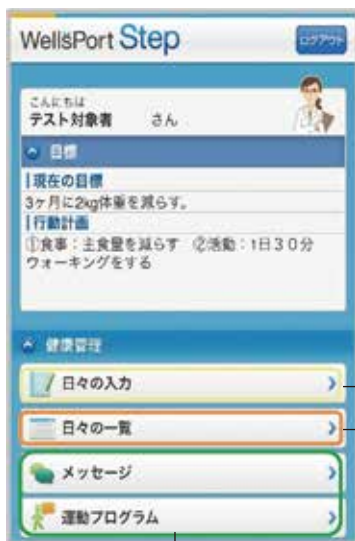 WellsPort Step
ログアウト
こんにちは
テスト対象者 さん
目標
現在の目標
3ヶ月に2kg体重を減らす。
行動計画
①食事:主食量を減らす ②活動:1日30分
ウォーキングをする
健康管理
日々の入力
日々の一覧
メッセージ
運動プログラム